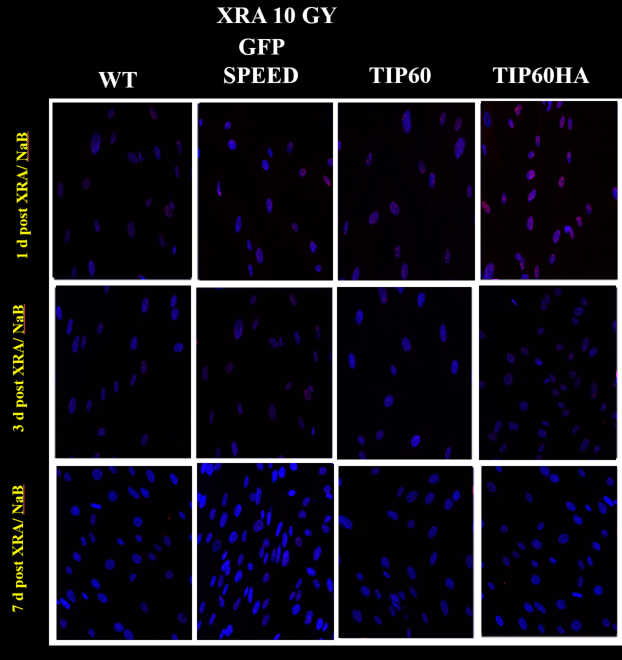 XRA 10 GY
GFP
WT SPEED TIP60 TIP60HA
1 d post XRA/ NaB
3 d post XRA/ NaB
7 d post XRA/ NaB